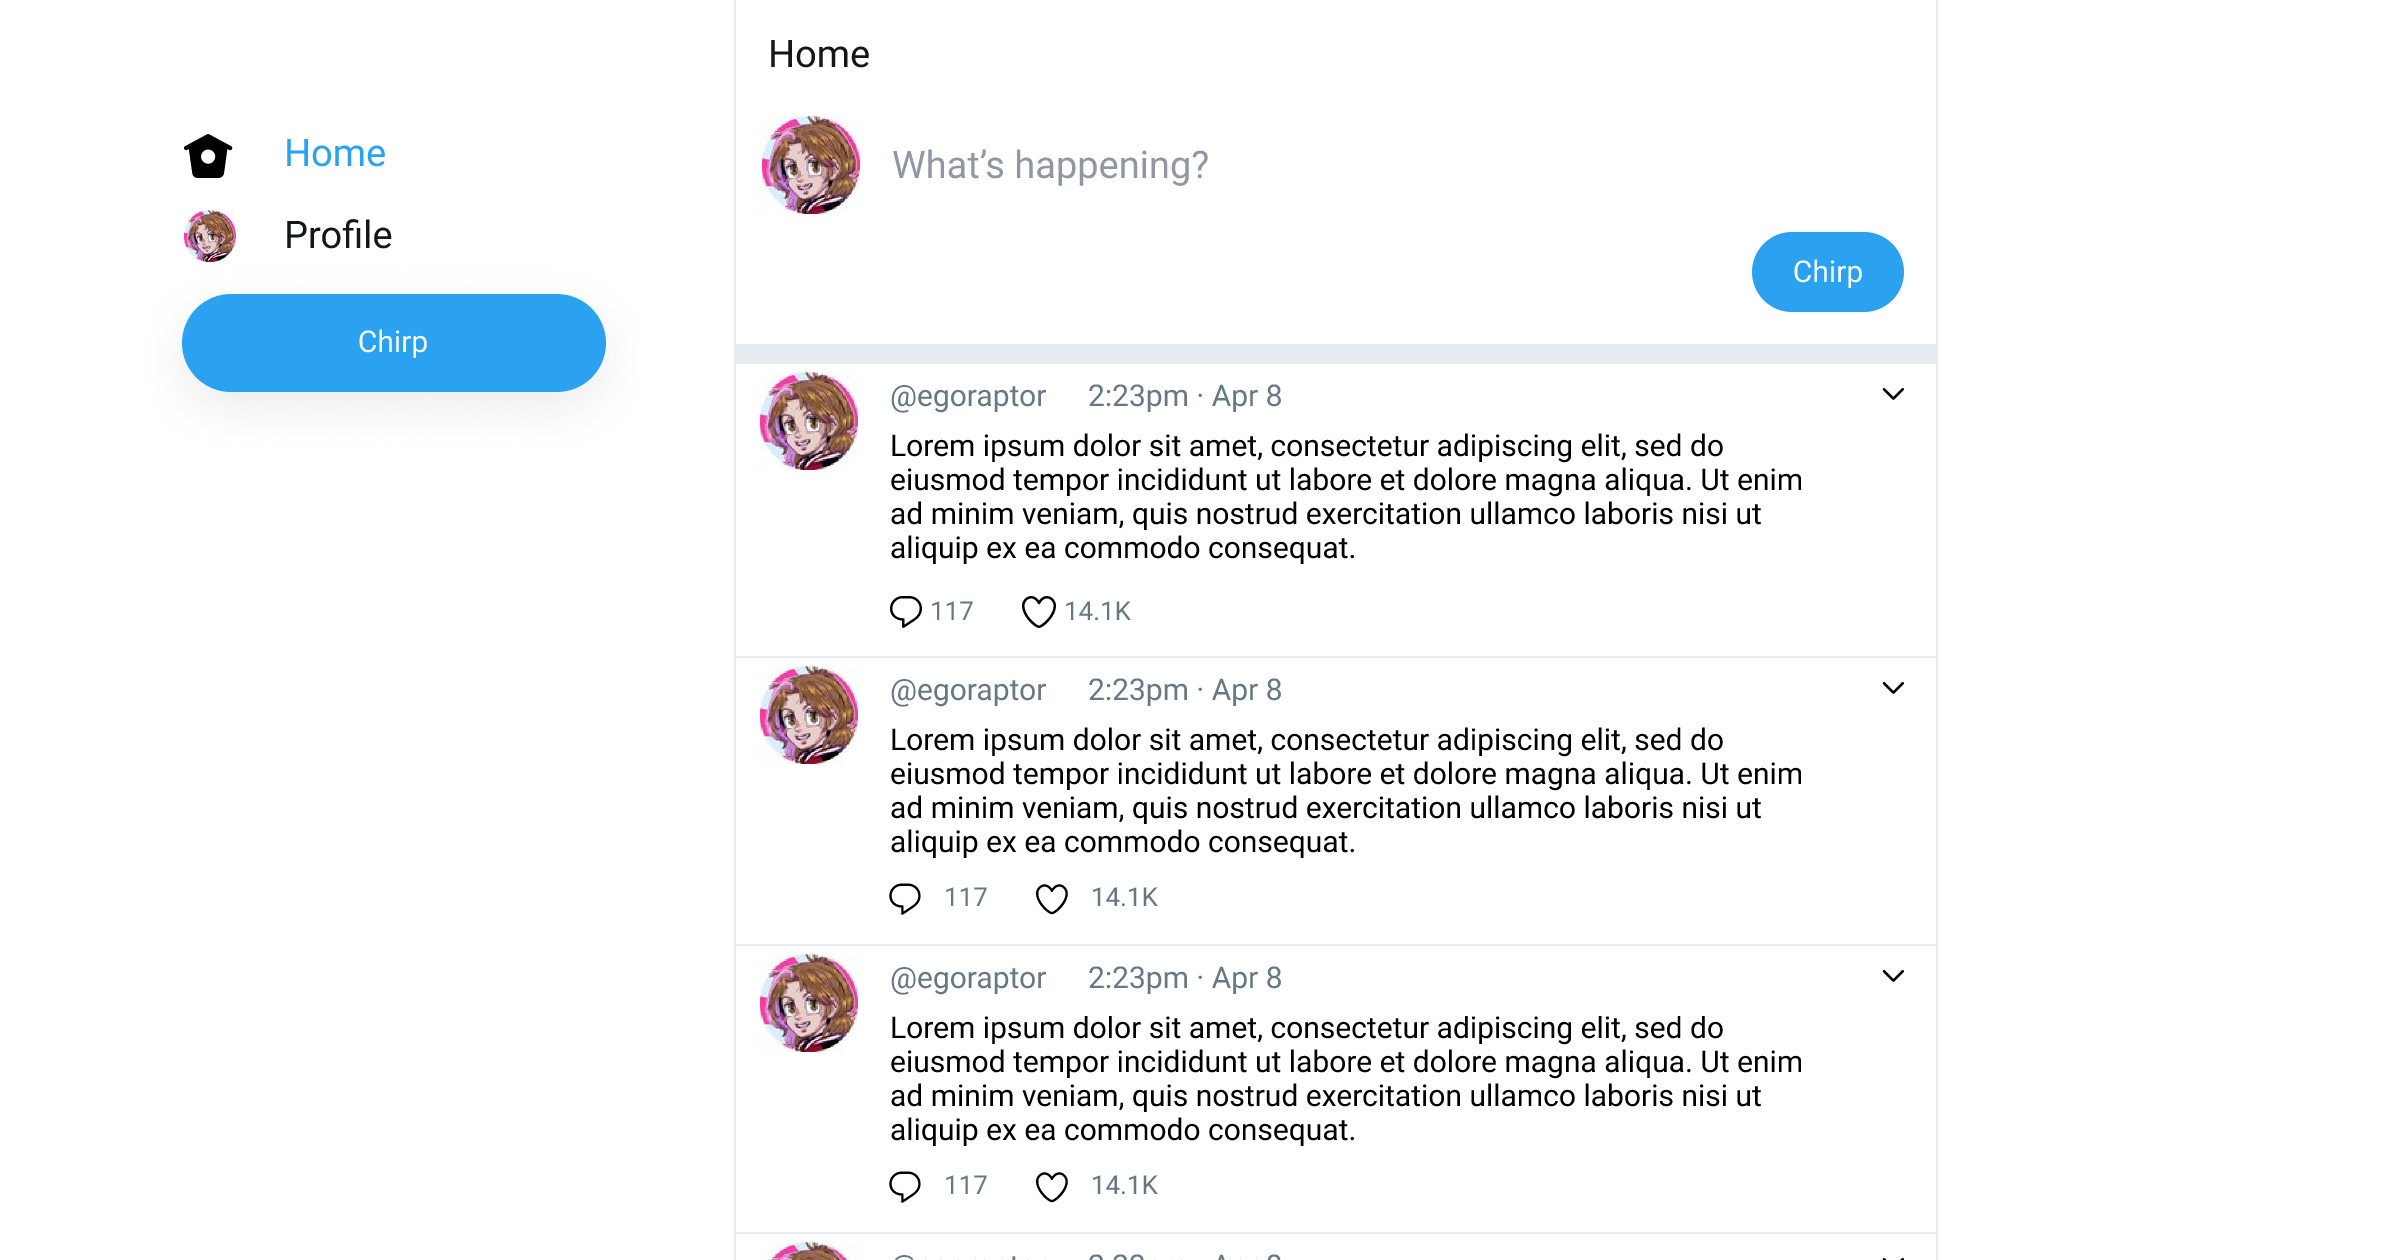 Home
Profile
Chirp
Home
What’s happening?
Chirp
@egoraptor 2:23pm · Apr 8
Lorem ipsum dolor sit amet, consectetur adipiscing elit, sed do
eiusmod tempor incididunt ut labore et dolore magna aliqua. Ut enim
ad minim veniam, quis nostrud exercitation ullamco laboris nisi ut
aliquip ex ea commodo consequat.
117 14.1K
@egoraptor 2:23pm · Apr 8
Lorem ipsum dolor sit amet, consectetur adipiscing elit, sed do
eiusmod tempor incididunt ut labore et dolore magna aliqua. Ut enim
ad minim veniam, quis nostrud exercitation ullamco laboris nisi ut
aliquip ex ea commodo consequat.
117 14.1K
@egoraptor 2:23pm · Apr 8
Lorem ipsum dolor sit amet, consectetur adipiscing elit, sed do
eiusmod tempor incididunt ut labore et dolore magna aliqua. Ut enim
ad minim veniam, quis nostrud exercitation ullamco laboris nisi ut
aliquip ex ea commodo consequat.
117 14.1K